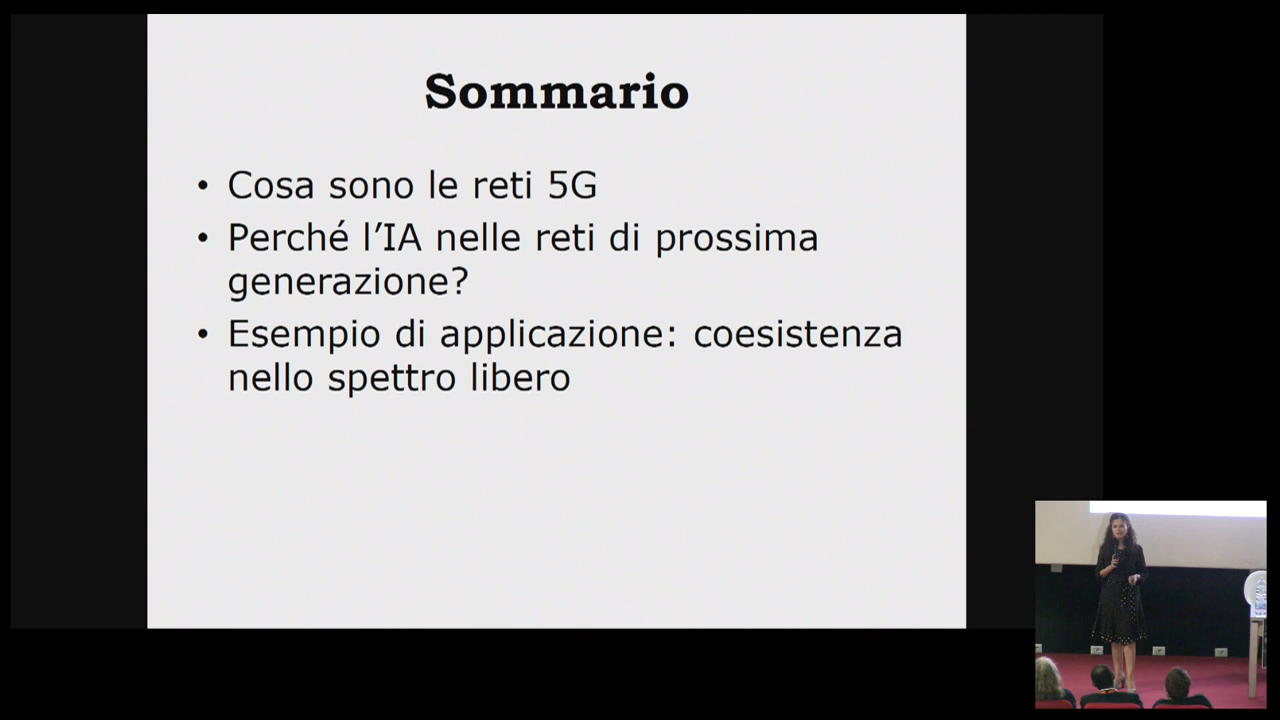 Sommario
• Cosa sono le reti 5G
• Perché l’IA nelle reti di prossima
generazione?
• Esempio di applicazione: coesistenza
nello spettro libero